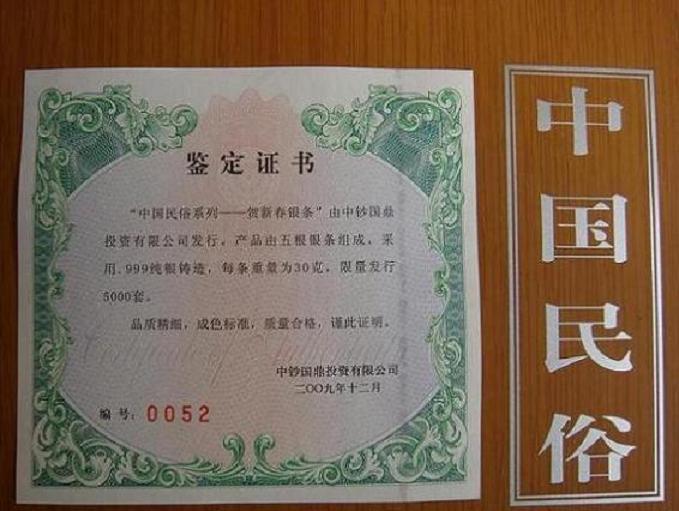 鉴定证书
“中国民俗系列——贺新春银条”由中钞国鼎
投资有限公司发行。产品由五根银条组成，采
用.999纯银铸造，每条重量为30克，限量发行
5000套。
品质精细，成色标准，质量合格，谨此证明。
中钞国鼎投资有限公司
二〇〇九年十二月
编号：0052
中国民俗